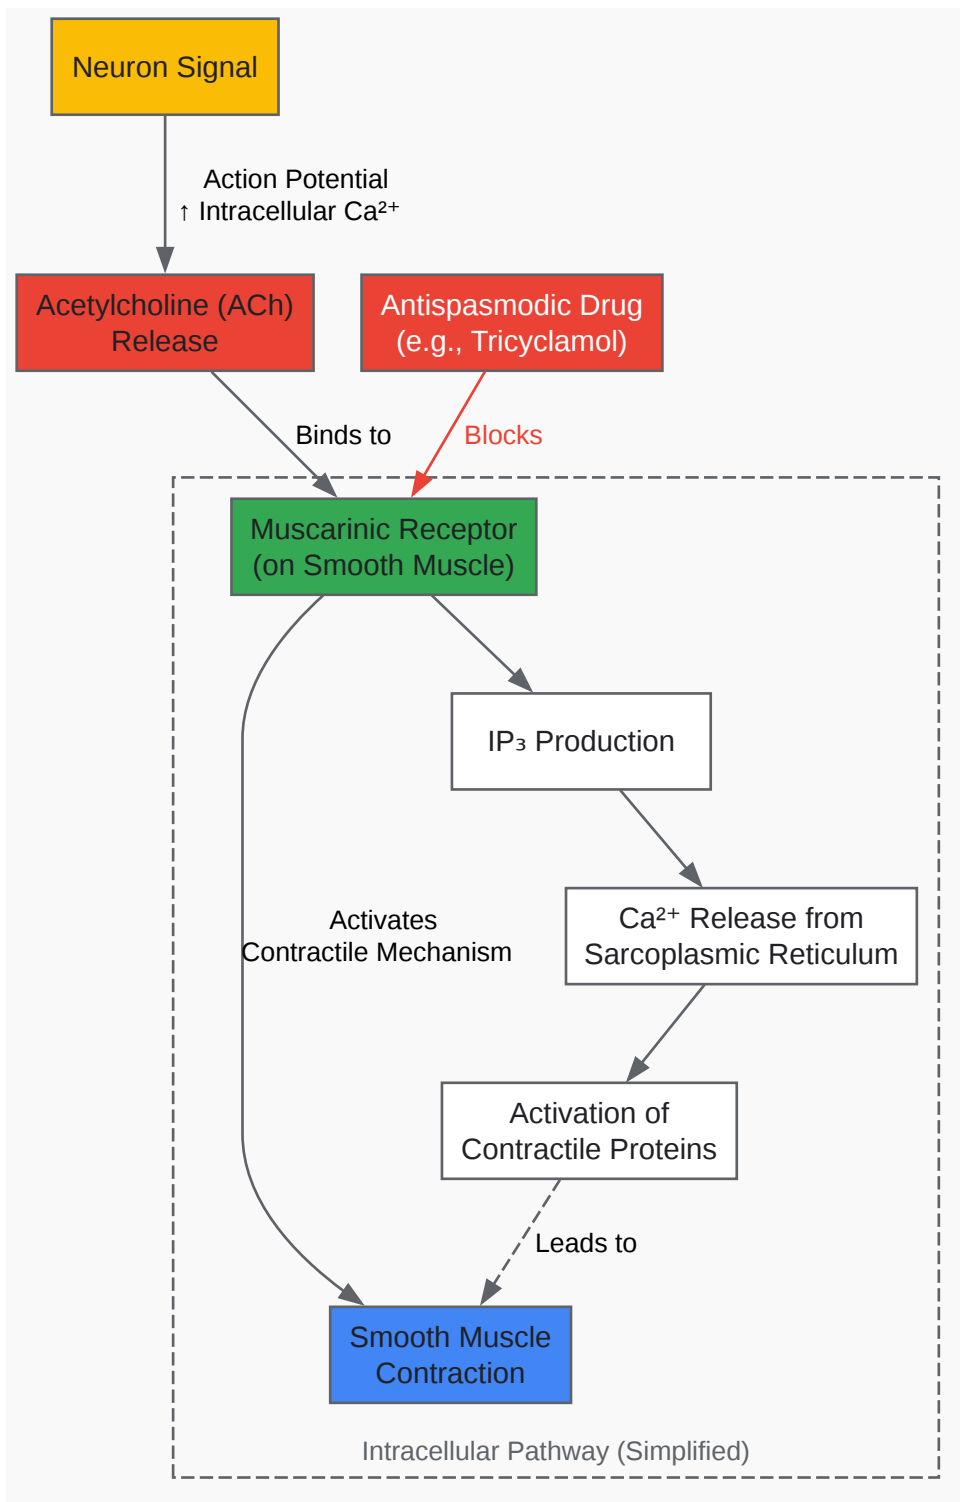 Neuron Signal
Action Potential
↑ Intracellular Ca²⁺
Acetylcholine (ACh)
Release
Antispasmodic Drug
(e.g., Tricyclamol)
Binds to
Blocks
Muscarinic Receptor
(on Smooth Muscle)
IP₃ Production
Ca²⁺ Release from
Sarcoplasmic Reticulum
Activates
Contractile Mechanism
Activation of
Contractile Proteins
Leads to
Smooth Muscle
Contraction
Intracellular Pathway (Simplified)